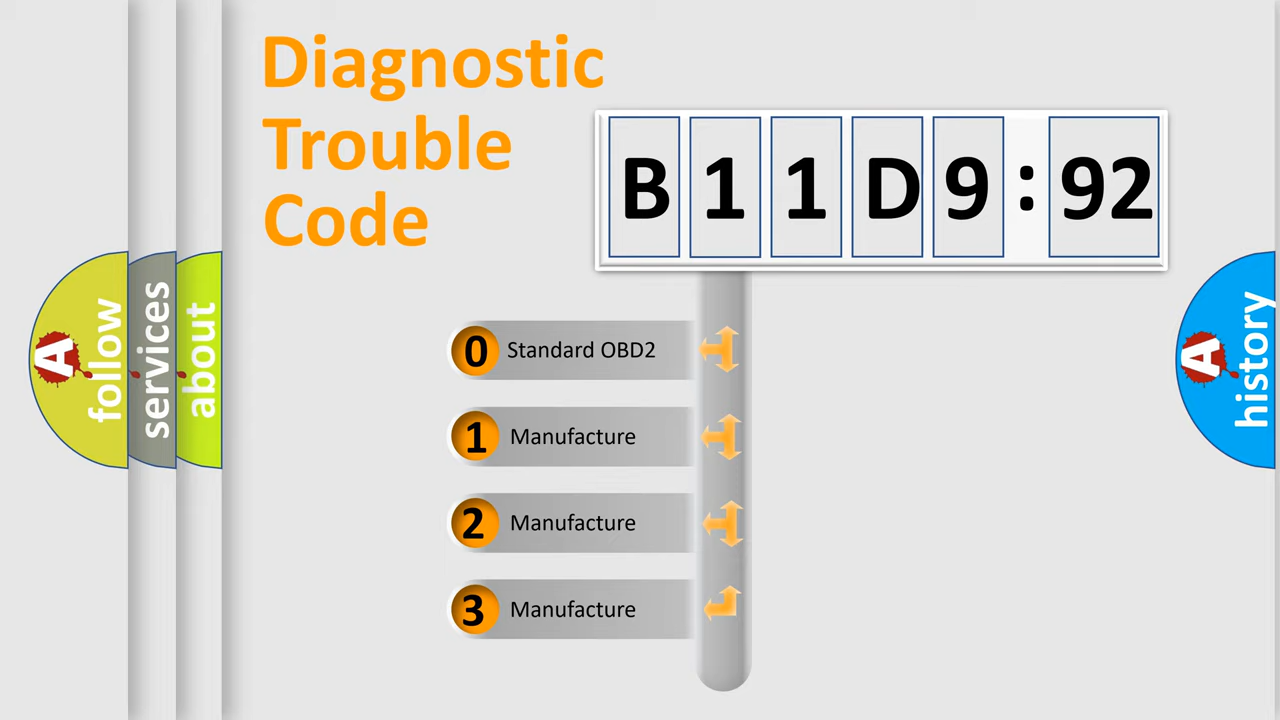 Diagnostic
Trouble
Code
B 1 1 D 9 : 92
0 Standard OBD2
1 Manufacture
2 Manufacture
3 Manufacture
A follow
services
about
A history